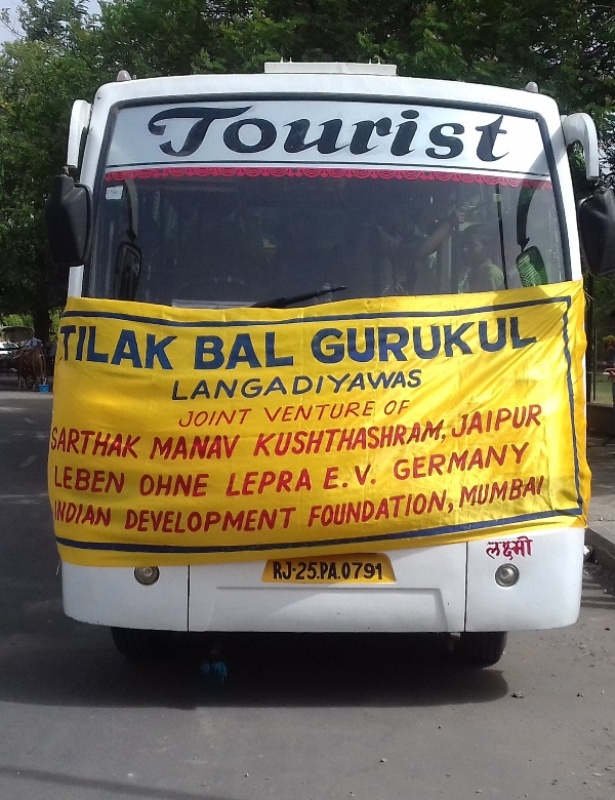 Tourist
TILAK BAL GURUKUL
LANGADIYAWAS
JOINT VENTURE OF
SARTHAK MANAV KUSHTHASHRAM, JAIPUR
LEBEN OHNE LEPRA E.V. GERMANY
INDIAN DEVELOPMENT FOUNDATION, MUMBAI
लक्ष्मी
RJ-25.PA.0791